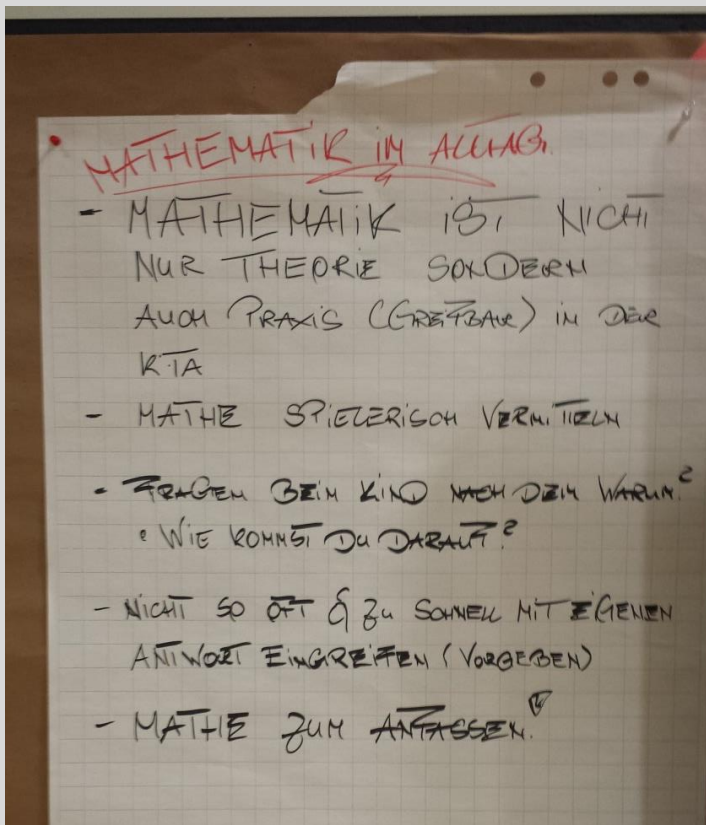 MATHEMATIK IM ALLTAG.
- MATHEMATIK IST NICHT
NUR THEORIE SONDERN
AUCH PRAXIS (GREIFBAR) IN DER
KITA
- MATHE SPIELERISCH VERMITTELN
- FRAGEN BEIM KIND NACH DEM WARUM?
• WIE KOMMST DU DARAUF?
- NICHT SO OFT & ZU SCHNELL MIT EIGENEN
ANTWORT EINGREIFEN (VORGEBEN)
- MATHE ZUM ANFASSEN!